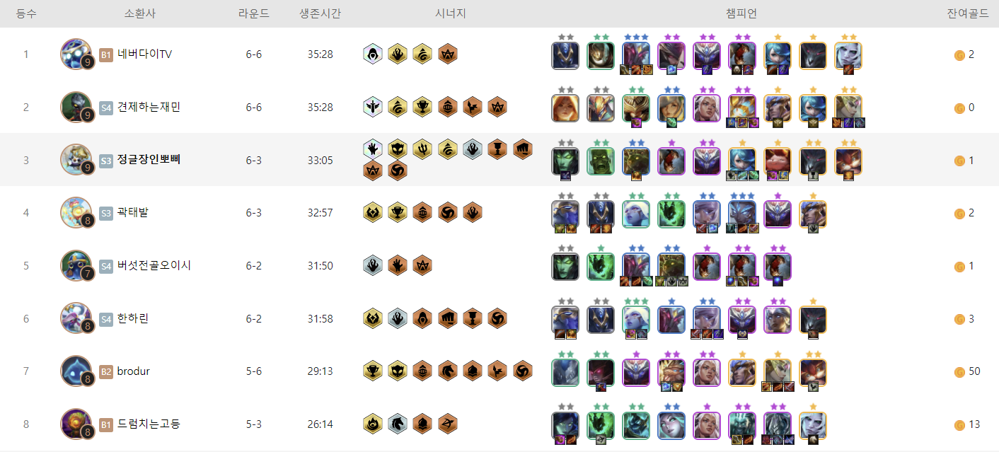 등수 소환사 라운드 생존시간 시너지 챔피언 잔여골드
1 9 B1 네버다이TV 6-6 35:28 G 2
2 9 S4 견제하는재민 6-6 35:28 G 0
3 9 S3 정글장인뽀삐 6-3 33:05 G 1
4 8 S3 곽태발 6-3 32:57 G 2
5 7 S4 버섯전골오이시 6-2 31:50 G 1
6 8 S4 한하린 6-2 31:58 G 3
7 8 B2 brodur 5-6 29:13 G 50
8 8 B1 드럼치는고등 5-3 26:14 G 13